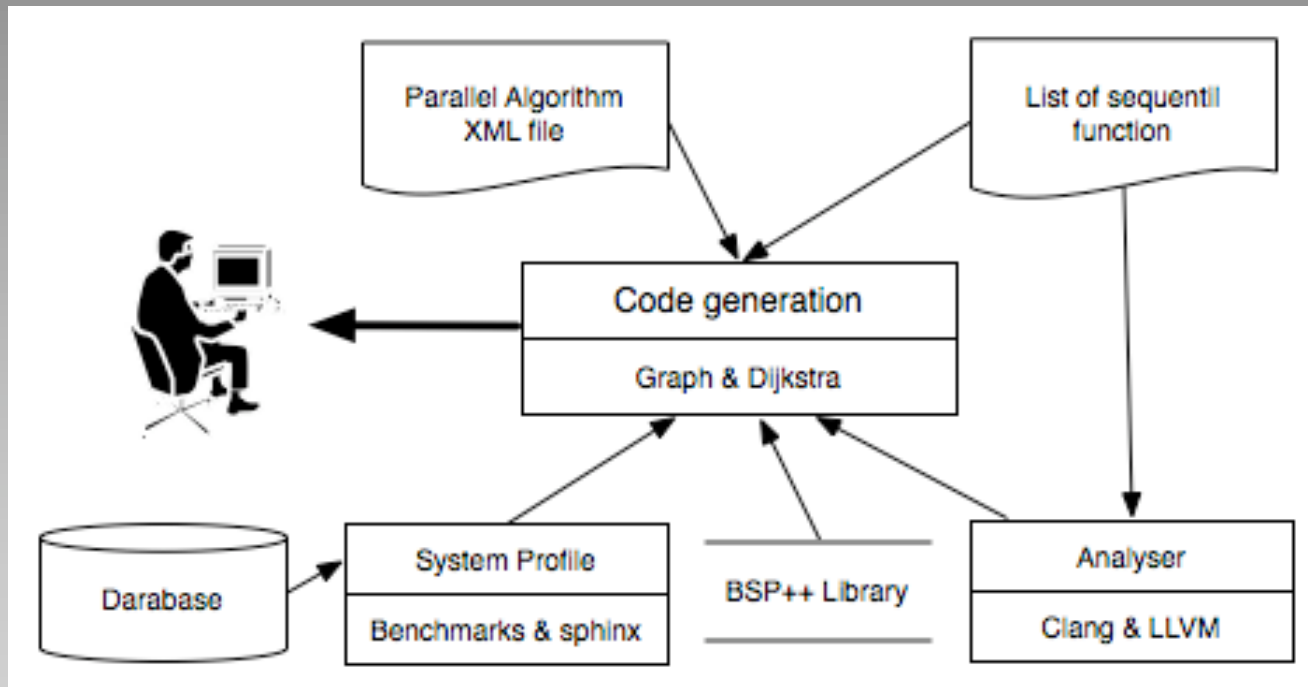 Parallel Algorithm
XML file
List of sequentil
function
Code generation
Graph & Dijkstra
Darabase
System Profile
Benchmarks & sphinx
BSP++ Library
Analyser
Clang & LLVM